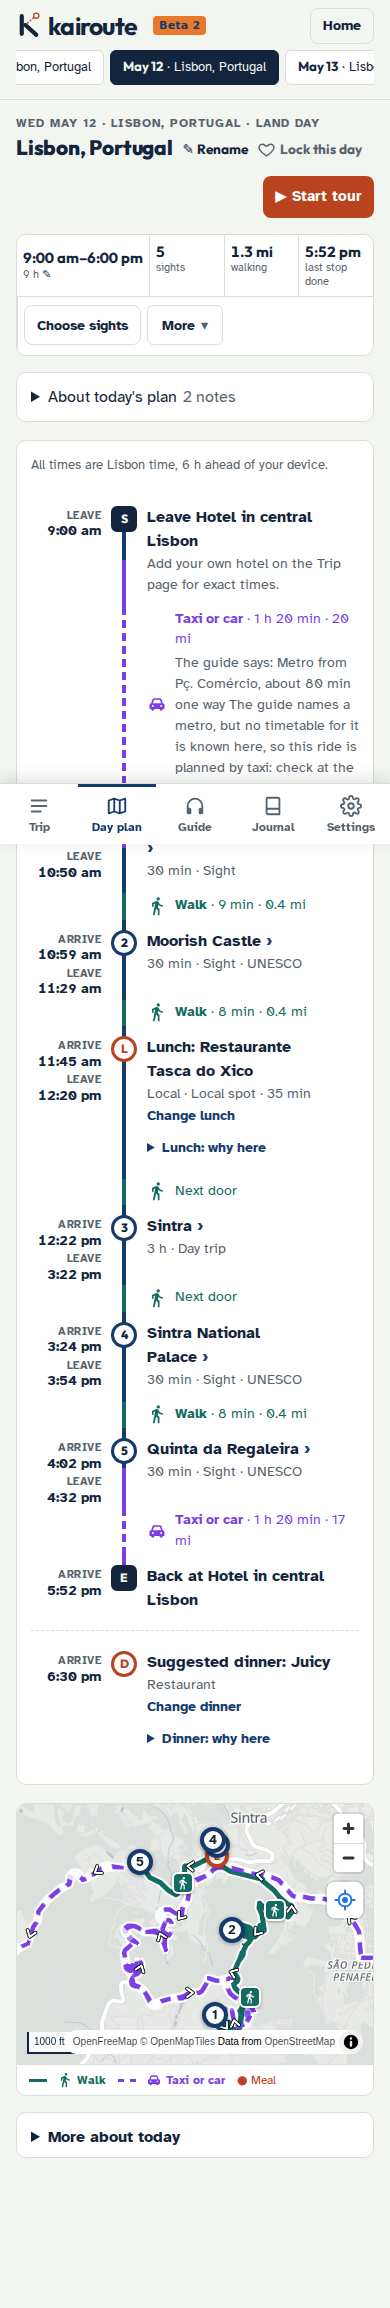 kairoute
Beta 2
Home
bon, Portugal
May 12 · Lisbon, Portugal
May 13 · Lisb
WED MAY 12 · LISBON, PORTUGAL · LAND DAY
Lisbon, Portugal
✎ Rename
Lock this day
▶ Start tour
9:00 am–6:00 pm
9 h ✎
5
sights
1.3 mi
walking
5:52 pm
last stop
done
Choose sights
More ▾
▶ About today's plan 2 notes
All times are Lisbon time, 6 h ahead of your device.
LEAVE
9:00 am
S
Leave Hotel in central
Lisbon
Add your own hotel on the Trip
page for exact times.
Taxi or car · 1 h 20 min · 20
mi
The guide says: Metro from
Pç. Comércio, about 80 min
one way The guide names a
metro, but no timetable for it
is known here, so this ride is
planned by taxi: check at the
Trip
Day plan
Guide
Journal
Settings
›
LEAVE
10:50 am
30 min · Sight
Walk · 9 min · 0.4 mi
ARRIVE
10:59 am
LEAVE
11:29 am
2
Moorish Castle ›
30 min · Sight · UNESCO
Walk · 8 min · 0.4 mi
ARRIVE
11:45 am
LEAVE
12:20 pm
L
Lunch: Restaurante
Tasca do Xico
Local · Local spot · 35 min
Change lunch
▶ Lunch: why here
Next door
ARRIVE
12:22 pm
LEAVE
3:22 pm
3
Sintra ›
3 h · Day trip
Next door
ARRIVE
3:24 pm
LEAVE
3:54 pm
4
Sintra National
Palace ›
30 min · Sight · UNESCO
Walk · 8 min · 0.4 mi
ARRIVE
4:02 pm
LEAVE
4:32 pm
5
Quinta da Regaleira ›
30 min · Sight · UNESCO
Taxi or car · 1 h 20 min · 17
mi
ARRIVE
5:52 pm
E
Back at Hotel in central
Lisbon
ARRIVE
6:30 pm
D
Suggested dinner: Juicy
Restaurant
Change dinner
▶ Dinner: why here
Sintra
+
−
4
5
2
1
SÃO PED
PENAFE
1000 ft
OpenFreeMap © OpenMapTiles Data from OpenStreetMap
Walk
Taxi or car
Meal
▶ More about today